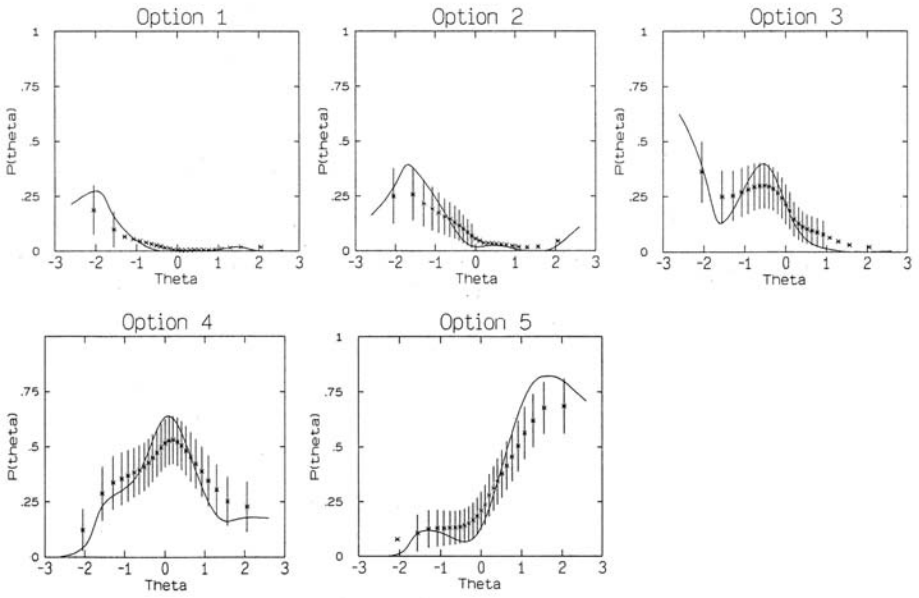 Option 1
Option 2
Option 3
1
.75
.5
.25
0
P(theta)
-3 -2 -1 0 1 2 3
Theta
1
.75
.5
.25
0
P(theta)
-3 -2 -1 0 1 2 3
Theta
1
.75
.5
.25
0
P(theta)
-3 -2 -1 0 1 2 3
Theta
Option 4
Option 5
1
.75
.5
.25
0
P(theta)
-3 -2 -1 0 1 2 3
Theta
1
.75
.5
.25
0
P(theta)
-3 -2 -1 0 1 2 3
Theta